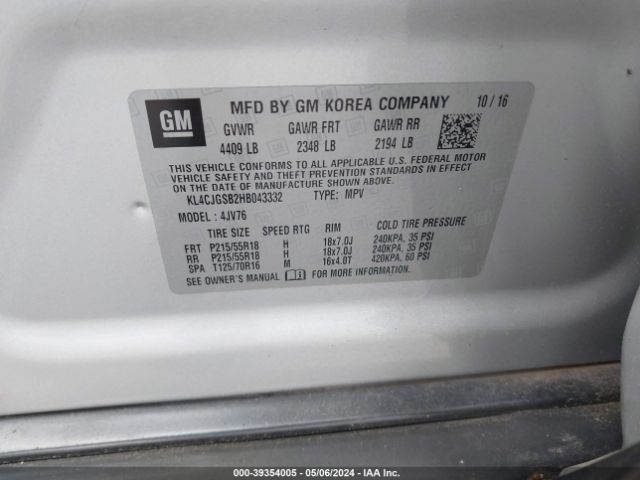 GM
MFD BY GM KOREA COMPANY 10/16
GVWR GAWR FRT GAWR RR
4409 LB 2348 LB 2194 LB
THIS VEHICLE CONFORMS TO ALL APPLICABLE U.S. FEDERAL MOTOR
VEHICLE SAFETY AND THEFT PREVENTION STANDARDS IN EFFECT
ON THE DATE OF MANUFACTURE SHOWN ABOVE.
KL4CJGSB2HB043332 TYPE: MPV
MODEL: 4JV76
TIRE SIZE SPEED RTG RIM COLD TIRE PRESSURE
FRT P215/55R18 H 18x7.0J 240KPA, 35 PSI
RR P215/55R18 H 18x7.0J 240KPA, 35 PSI
SPA T125/70R16 M 16x4.0T 420KPA, 60 PSI
SEE OWNER'S MANUAL FOR MORE INFORMATION.
000-39354005 - 05/06/2024 - IAA Inc.